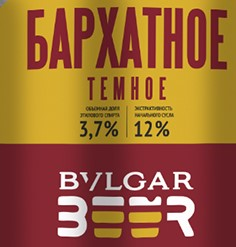 БАРХАТНОЕ
ТЕМНОЕ
ОБЪЕМНАЯ ДОЛЯ ЭКСТРАКТИВНОСТЬ
ЭТИЛОВОГО СПИРТА НАЧАЛЬНОГО СУСЛА
3,7% 12%
BVLGAR
BEER